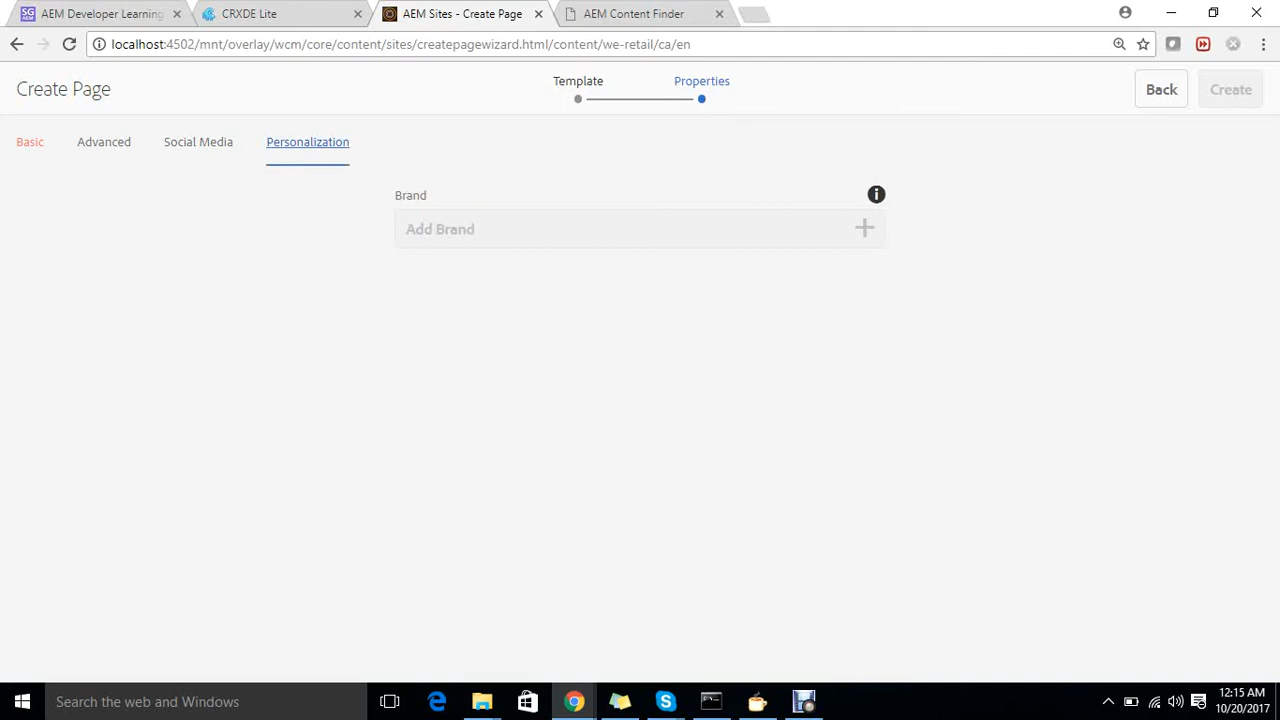 AEM Developer Learning
CRXDE Lite
AEM Sites - Create Page
AEM Content Finder
localhost:4502/mnt/overlay/wcm/core/content/sites/createpagewizard.html/content/we-retail/ca/en
Create Page
Template
Properties
Back
Create
Basic
Advanced
Social Media
Personalization
Brand
Add Brand
Search the web and Windows
12:15 AM
10/20/2017